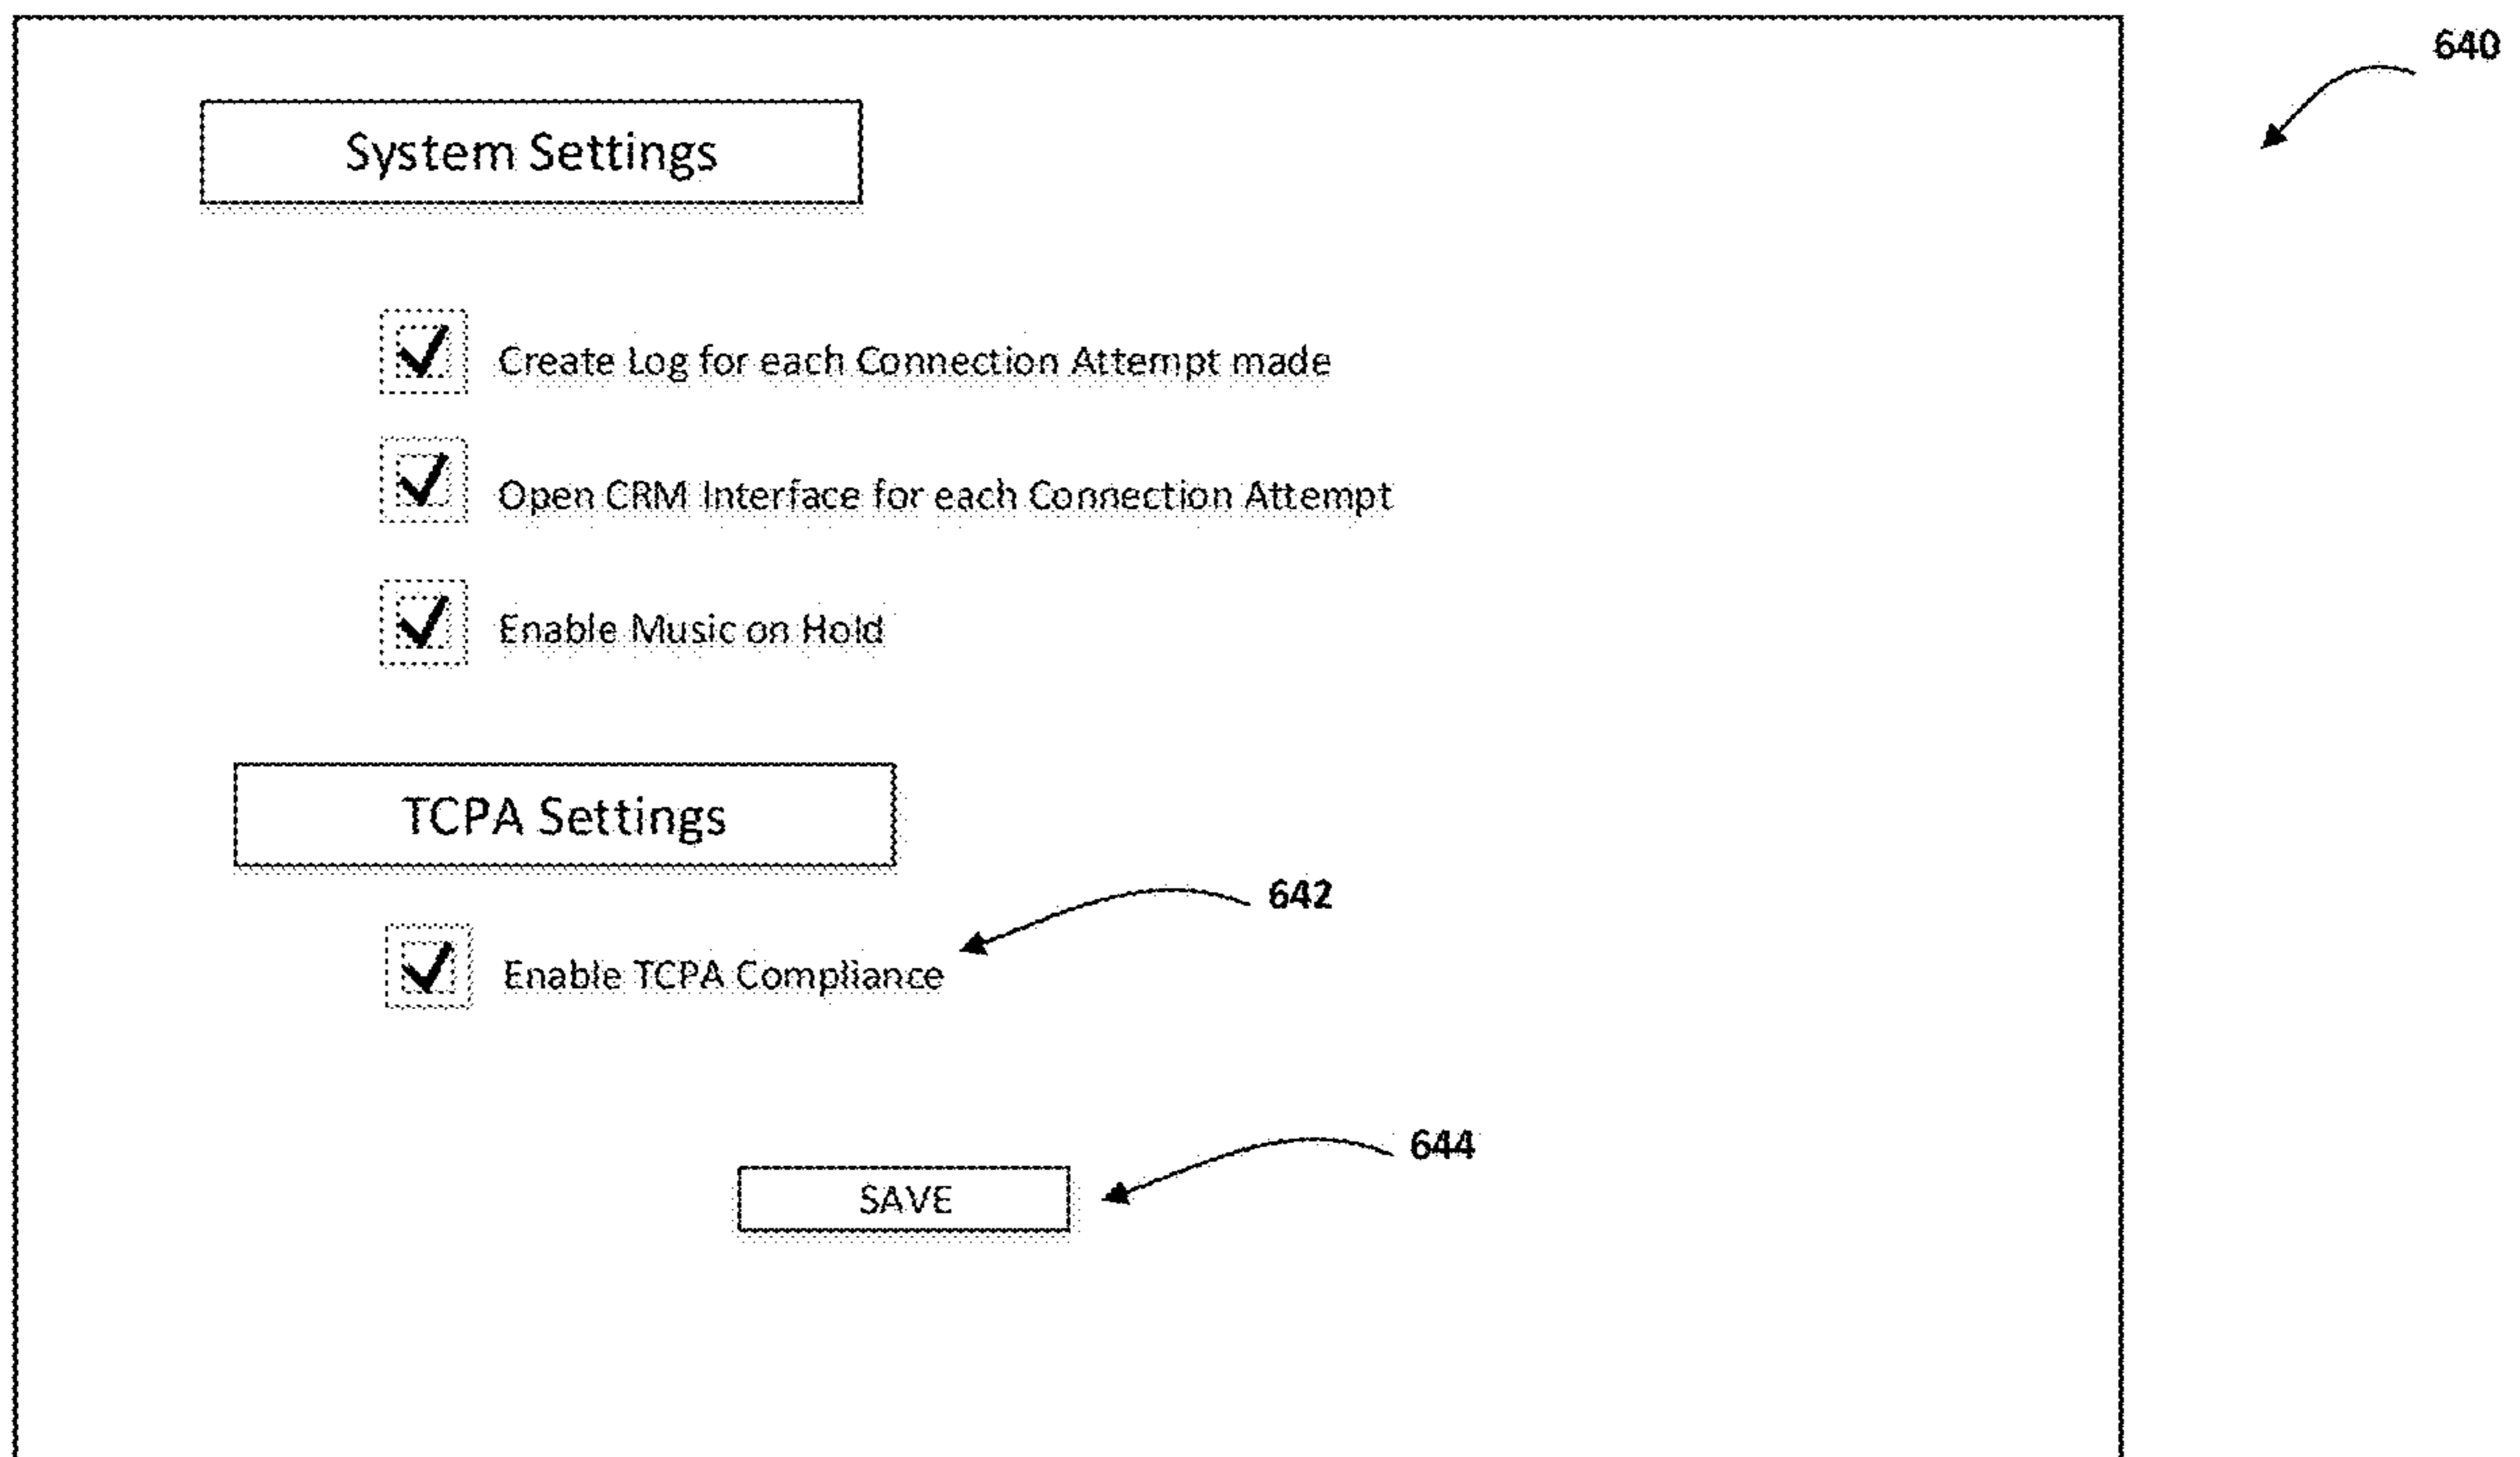 640
System Settings
Create Log for each Connection Attempt made
Open CRM Interface for each Connection Attempt
Enable Music on Hold
TCPA Settings
642
Enable TCPA Compliance
644
SAVE